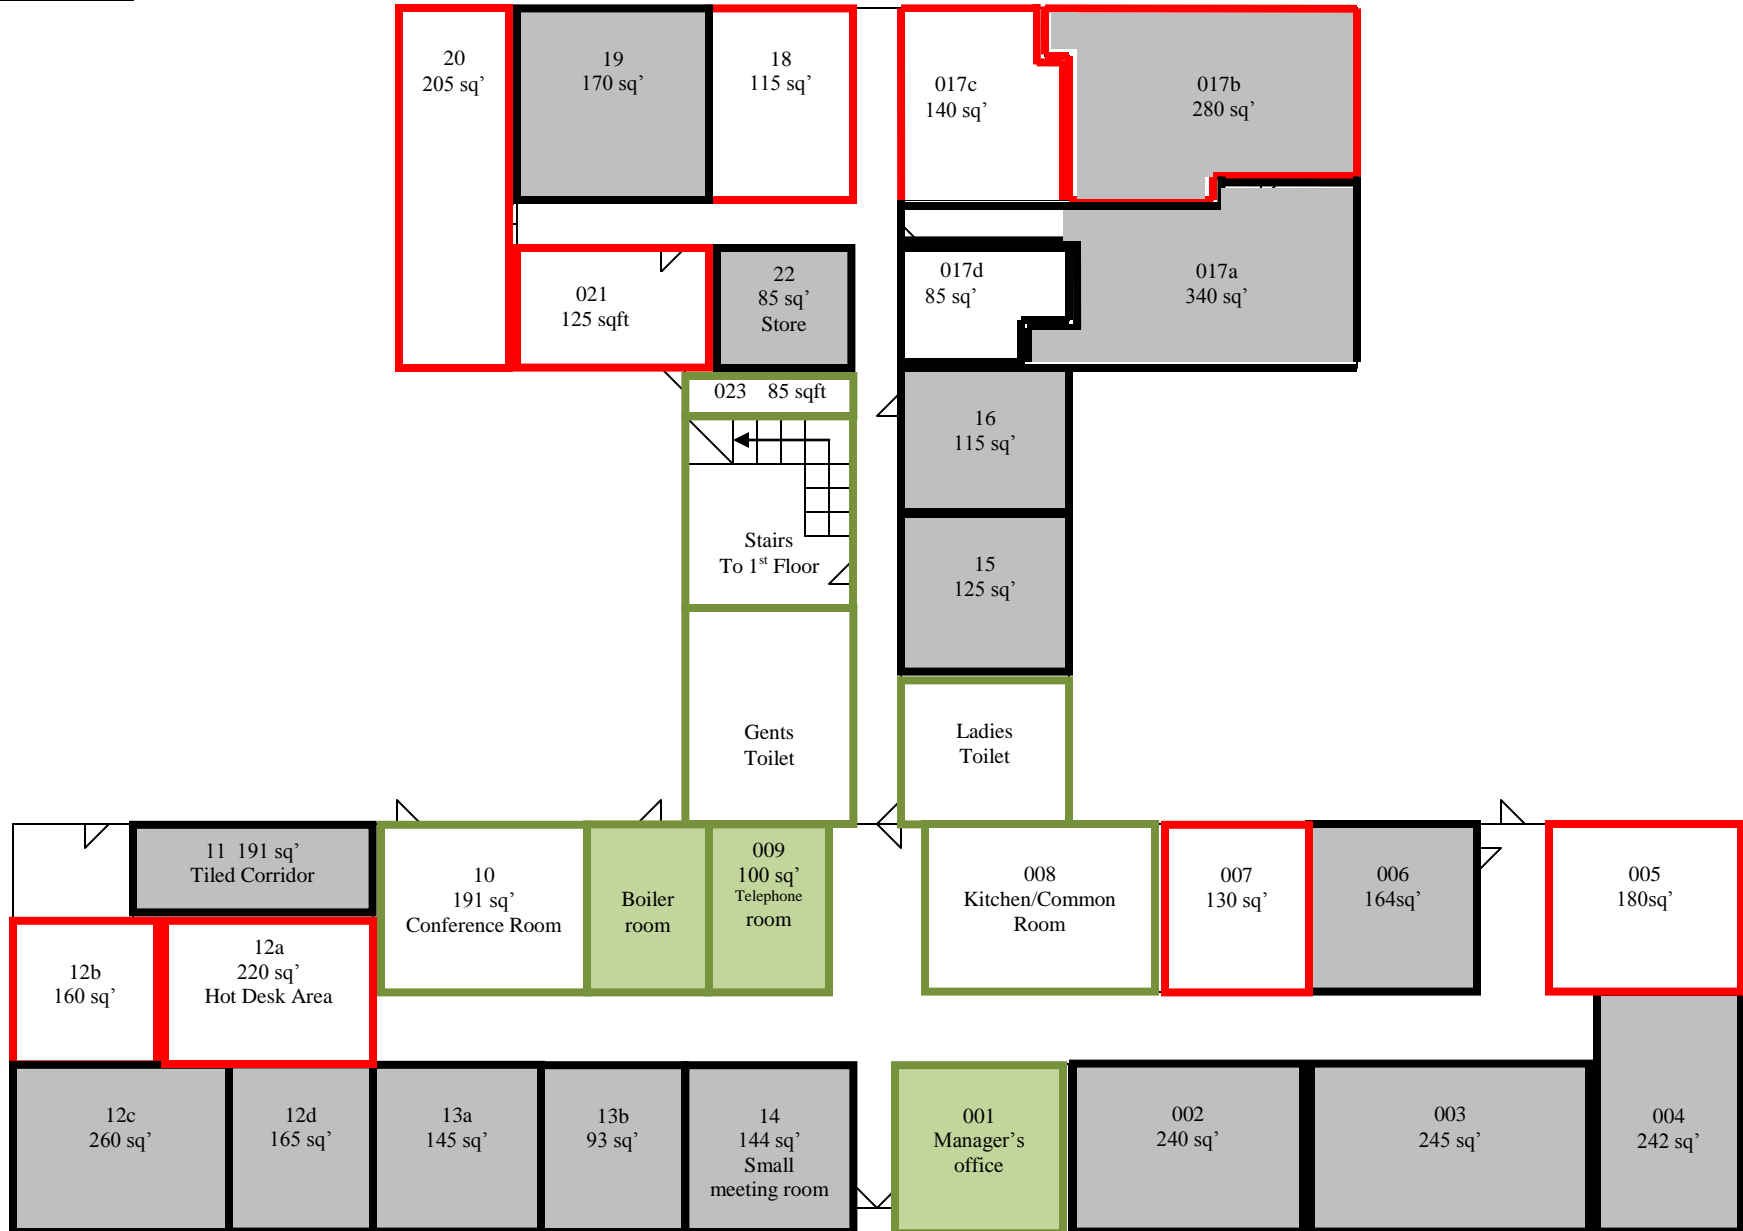 20
205 sq’
19
170 sq’
18
115 sq’
017c
140 sq’
017b
280 sq’
021
125 sqft
22
85 sq’
Store
017d
85 sq’
017a
340 sq’
023 85 sqft
16
115 sq’
Stairs
To 1st Floor
15
125 sq’
Gents
Toilet
Ladies
Toilet
11 191 sq’
Tiled Corridor
10
191 sq’
Conference Room
Boiler
room
009
100 sq’
Telephone
room
008
Kitchen/Common
Room
007
130 sq’
006
164sq’
005
180sq’
12b
160 sq’
12a
220 sq’
Hot Desk Area
12c
260 sq’
12d
165 sq’
13a
145 sq’
13b
93 sq’
14
144 sq’
Small
meeting room
001
Manager’s
office
002
240 sq’
003
245 sq’
004
242 sq’